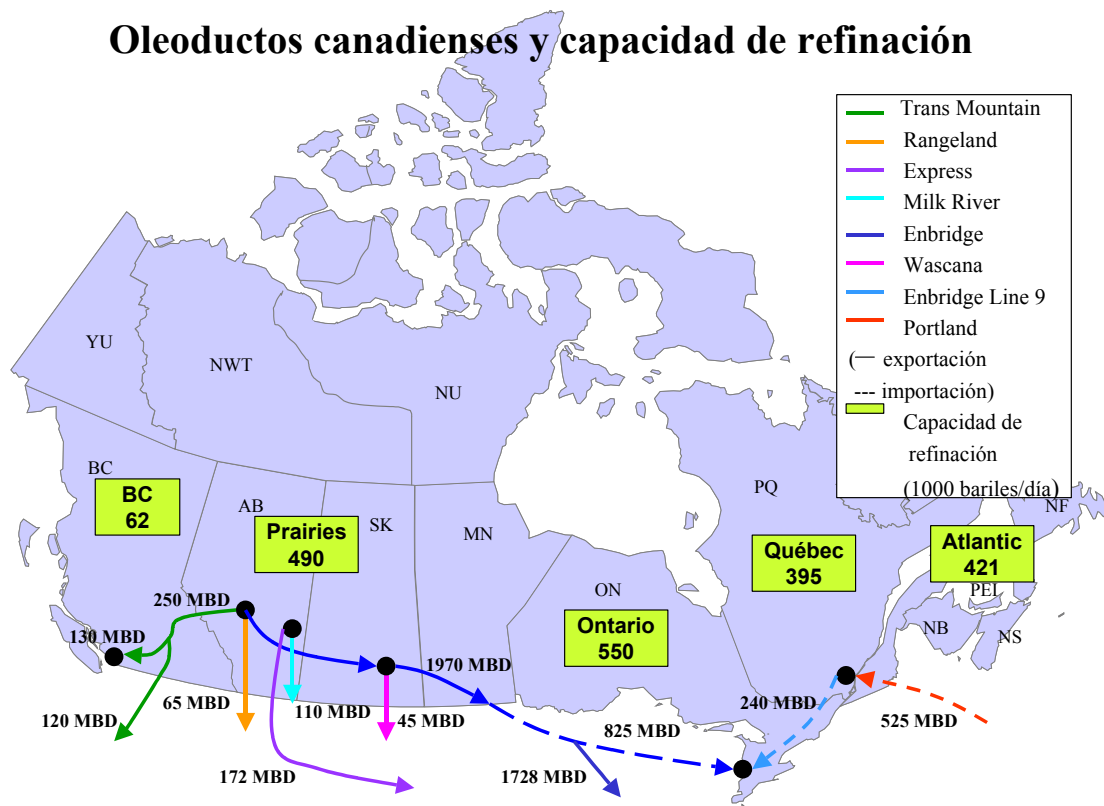 Oleoductos canadienses y capacidad de refinación
Trans Mountain
Rangeland
Express
Milk River
Enbridge
Wascana
Enbridge Line 9
Portland
(— exportación
--- importación)
Capacidad de
refinación
(1000 bariles/día)
YU
NWT
NU
BC
BC
62
AB
Prairies
490
SK
MN
ON
Ontario
550
PQ
Québec
395
NF
Atlantic
421
PEI
NB
NS
250 MBD
130 MBD
120 MBD
65 MBD
110 MBD
172 MBD
45 MBD
1970 MBD
825 MBD
1728 MBD
240 MBD
525 MBD